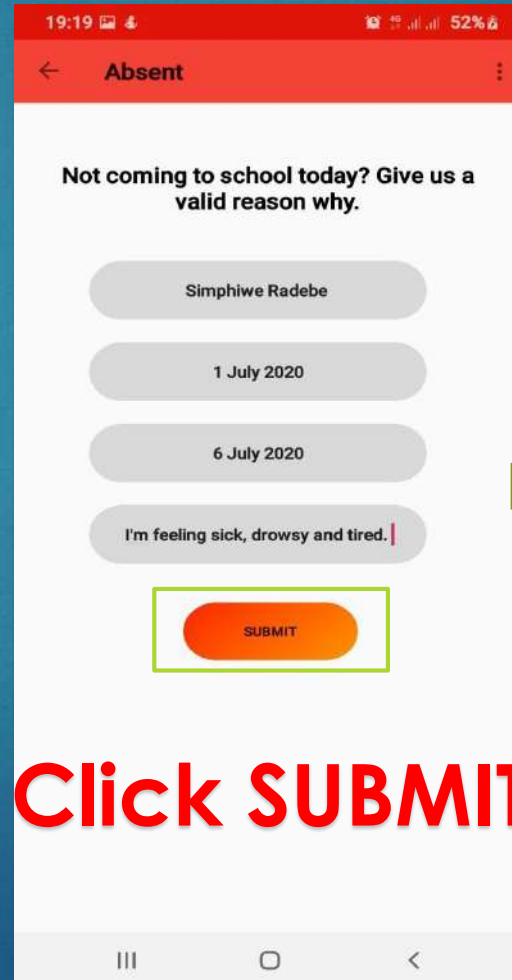 19:19 52%
Absent
Not coming to school today? Give us a
valid reason why.
Simphiwe Radebe
1 July 2020
6 July 2020
I'm feeling sick, drowsy and tired.
SUBMIT
Click SUBMIT